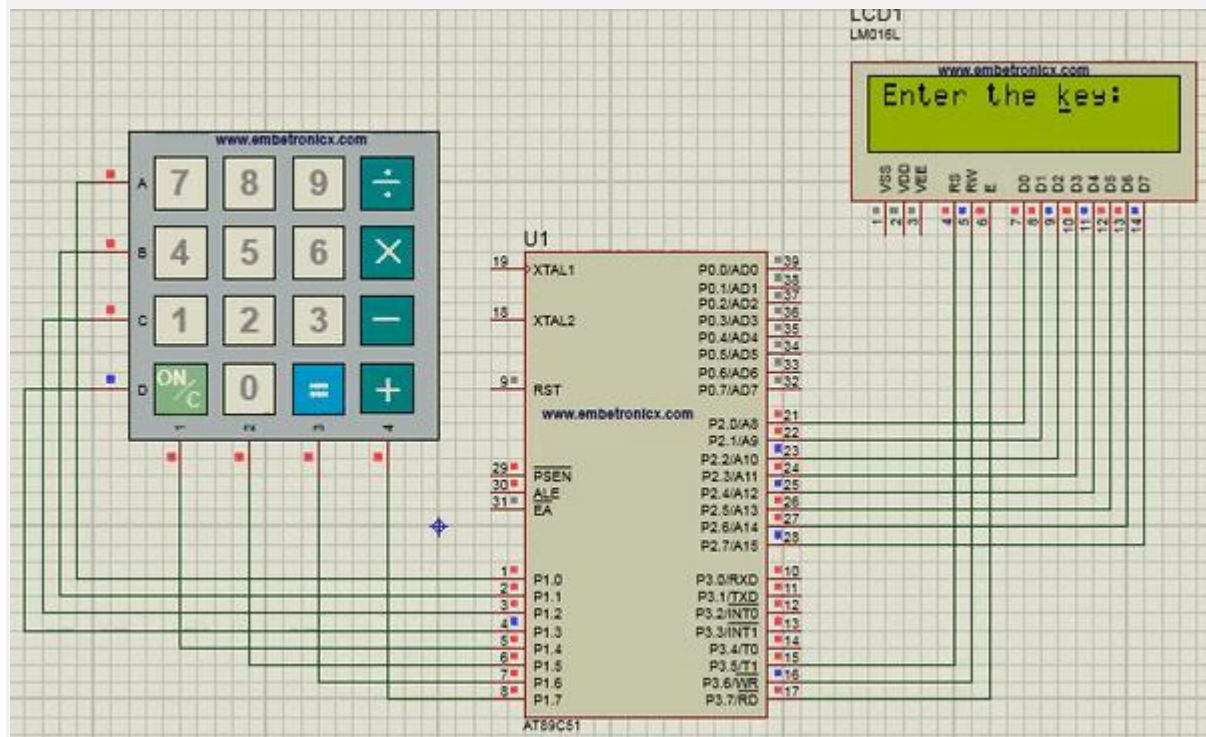 LCD1
LM016L
www.embetronicx.com
Enter the key:
VSS VDD VEE RS RW E D0 D1 D2 D3 D4 D5 D6 D7
1 2 3 4 5 6 7 8 9 10 11 12 13 14
www.embetronicx.com
A 7 8 9 ÷
B 4 5 6 ×
C 1 2 3 −
D ON/C 0 = +
1 2 3 4
U1
19 XTAL1
18 XTAL2
9 RST
www.embetronicx.com
29 PSEN
30 ALE
31 EA
1 P1.0
2 P1.1
3 P1.2
4 P1.3
5 P1.4
6 P1.5
7 P1.6
8 P1.7
P0.0/AD0 39
P0.1/AD1 38
P0.2/AD2 37
P0.3/AD3 36
P0.4/AD4 35
P0.5/AD5 34
P0.6/AD6 33
P0.7/AD7 32
P2.0/A8 21
P2.1/A9 22
P2.2/A10 23
P2.3/A11 24
P2.4/A12 25
P2.5/A13 26
P2.6/A14 27
P2.7/A15 28
P3.0/RXD 10
P3.1/TXD 11
P3.2/INT0 12
P3.3/INT1 13
P3.4/T0 14
P3.5/T1 15
P3.6/WR 16
P3.7/RD 17
AT89C51